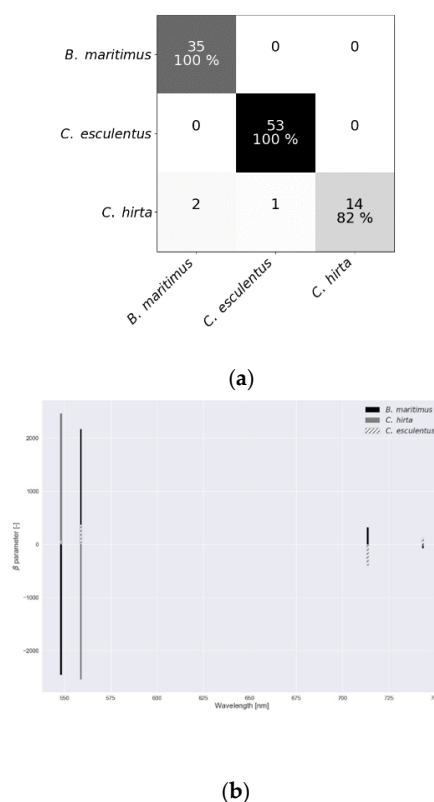 B. maritimus
35
100 %
0
0
C. esculentus
0
53
100 %
0
C. hirta
2
1
14
82 %
B. maritimus
C. esculentus
C. hirta
(a)
B. maritimus
C. hirta
C. esculentus
2000
1000
0
−1000
−2000
β parameter [-]
550
575
600
625
650
675
700
725
Wavelength [nm]
(b)